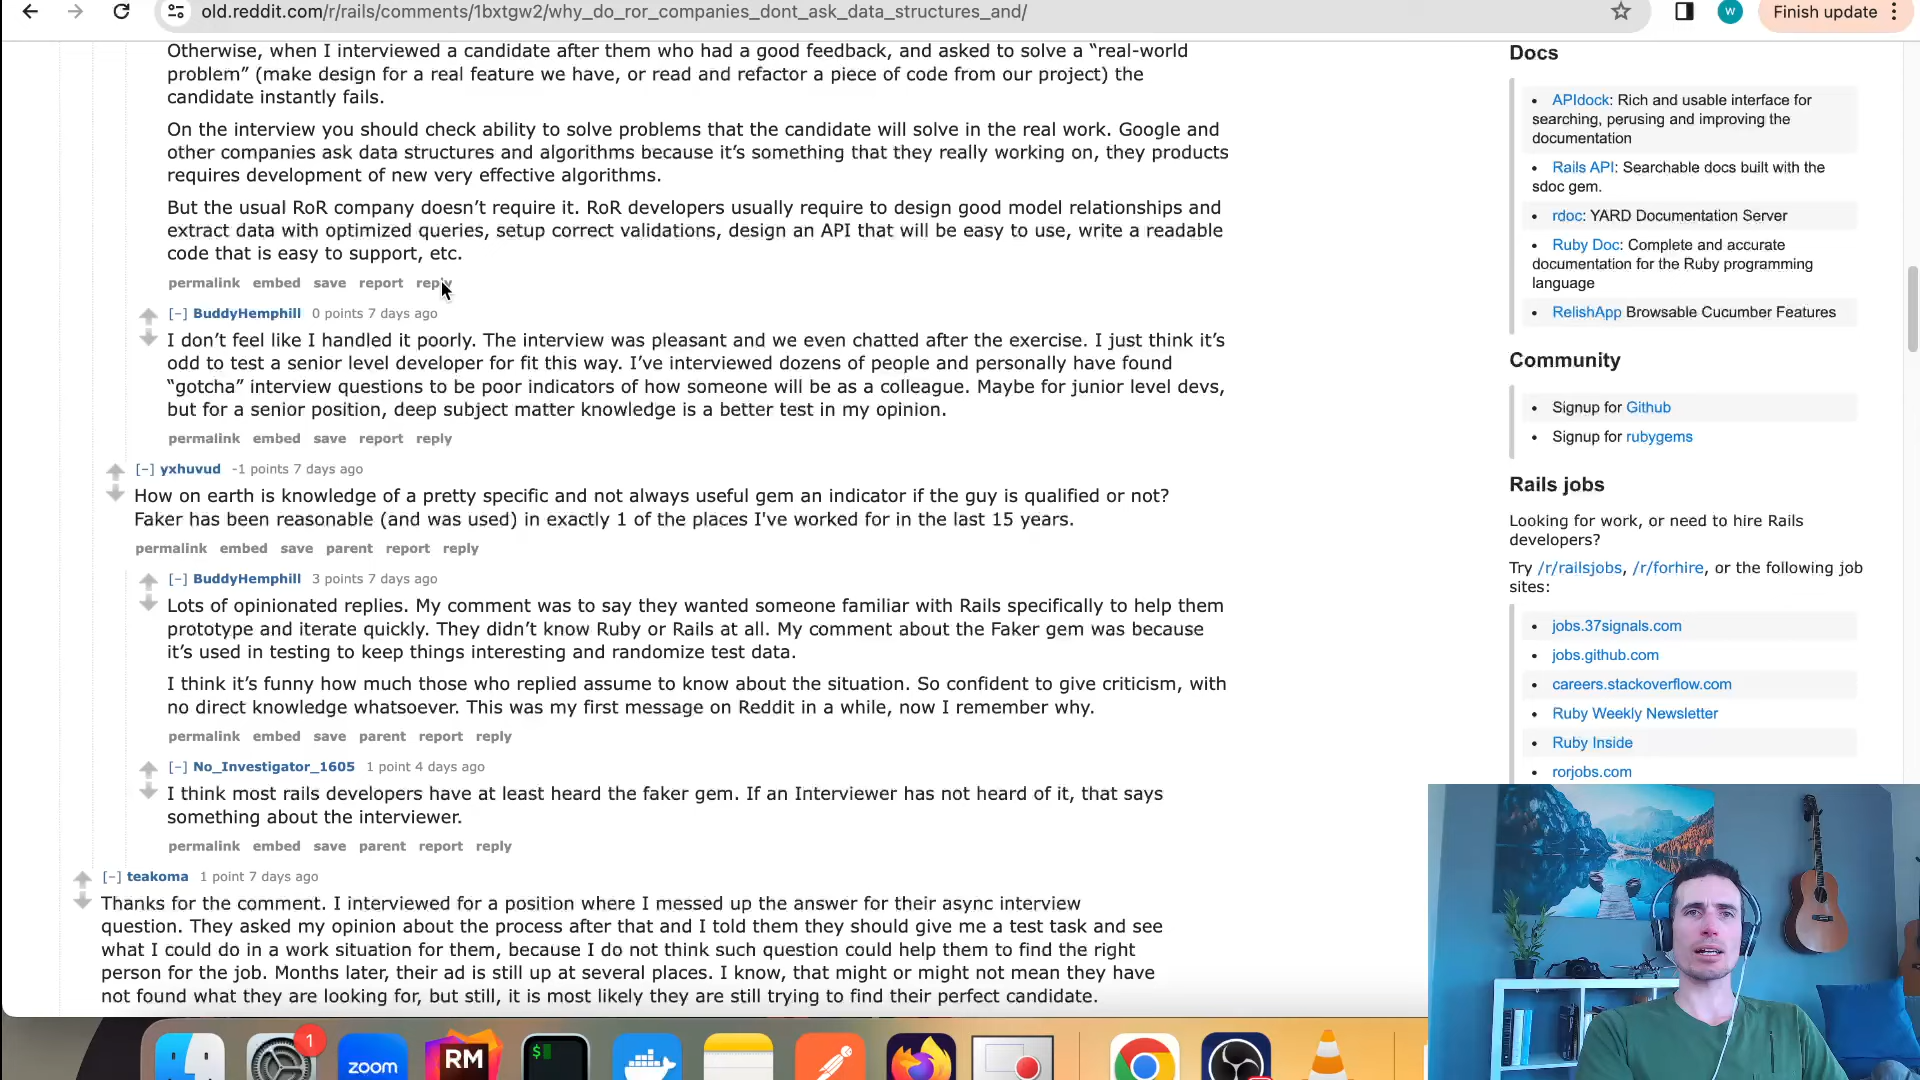 old.reddit.com/r/rails/comments/1bxtgw2/why_do_ror_companies_dont_ask_data_structures_and/
W
Finish update
Otherwise, when I interviewed a candidate after them who had a good feedback, and asked to solve a “real-world
problem” (make design for a real feature we have, or read and refactor a piece of code from our project) the
candidate instantly fails.
On the interview you should check ability to solve problems that the candidate will solve in the real work. Google and
other companies ask data structures and algorithms because it’s something that they really working on, they products
requires development of new very effective algorithms.
But the usual RoR company doesn’t require it. RoR developers usually require to design good model relationships and
extract data with optimized queries, setup correct validations, design an API that will be easy to use, write a readable
code that is easy to support, etc.
permalink embed save report reply
[–] BuddyHemphill 0 points 7 days ago
I don’t feel like I handled it poorly. The interview was pleasant and we even chatted after the exercise. I just think it’s
odd to test a senior level developer for fit this way. I’ve interviewed dozens of people and personally have found
“gotcha” interview questions to be poor indicators of how someone will be as a colleague. Maybe for junior level devs,
but for a senior position, deep subject matter knowledge is a better test in my opinion.
permalink embed save report reply
[–] yxhuvud -1 points 7 days ago
How on earth is knowledge of a pretty specific and not always useful gem an indicator if the guy is qualified or not?
Faker has been reasonable (and was used) in exactly 1 of the places I've worked for in the last 15 years.
permalink embed save parent report reply
[–] BuddyHemphill 3 points 7 days ago
Lots of opinionated replies. My comment was to say they wanted someone familiar with Rails specifically to help them
prototype and iterate quickly. They didn’t know Ruby or Rails at all. My comment about the Faker gem was because
it’s used in testing to keep things interesting and randomize test data.
I think it’s funny how much those who replied assume to know about the situation. So confident to give criticism, with
no direct knowledge whatsoever. This was my first message on Reddit in a while, now I remember why.
permalink embed save parent report reply
[–] No_Investigator_1605 1 point 4 days ago
I think most rails developers have at least heard the faker gem. If an Interviewer has not heard of it, that says
something about the interviewer.
permalink embed save parent report reply
[–] teakoma 1 point 7 days ago
Thanks for the comment. I interviewed for a position where I messed up the answer for their async interview
question. They asked my opinion about the process after that and I told them they should give me a test task and see
what I could do in a work situation for them, because I do not think such question could help them to find the right
person for the job. Months later, their ad is still up at several places. I know, that might or might not mean they have
not found what they are looking for, but still, it is most likely they are still trying to find their perfect candidate.
Docs
• APIdock: Rich and usable interface for
searching, perusing and improving the
documentation
• Rails API: Searchable docs built with the
sdoc gem.
• rdoc: YARD Documentation Server
• Ruby Doc: Complete and accurate
documentation for the Ruby programming
language
• RelishApp Browsable Cucumber Features
Community
• Signup for Github
• Signup for rubygems
Rails jobs
Looking for work, or need to hire Rails
developers?
Try /r/railsjobs, /r/forhire, or the following job
sites:
• jobs.37signals.com
• jobs.github.com
• careers.stackoverflow.com
• Ruby Weekly Newsletter
• Ruby Inside
• rorjobs.com
1
zoom
RM
$